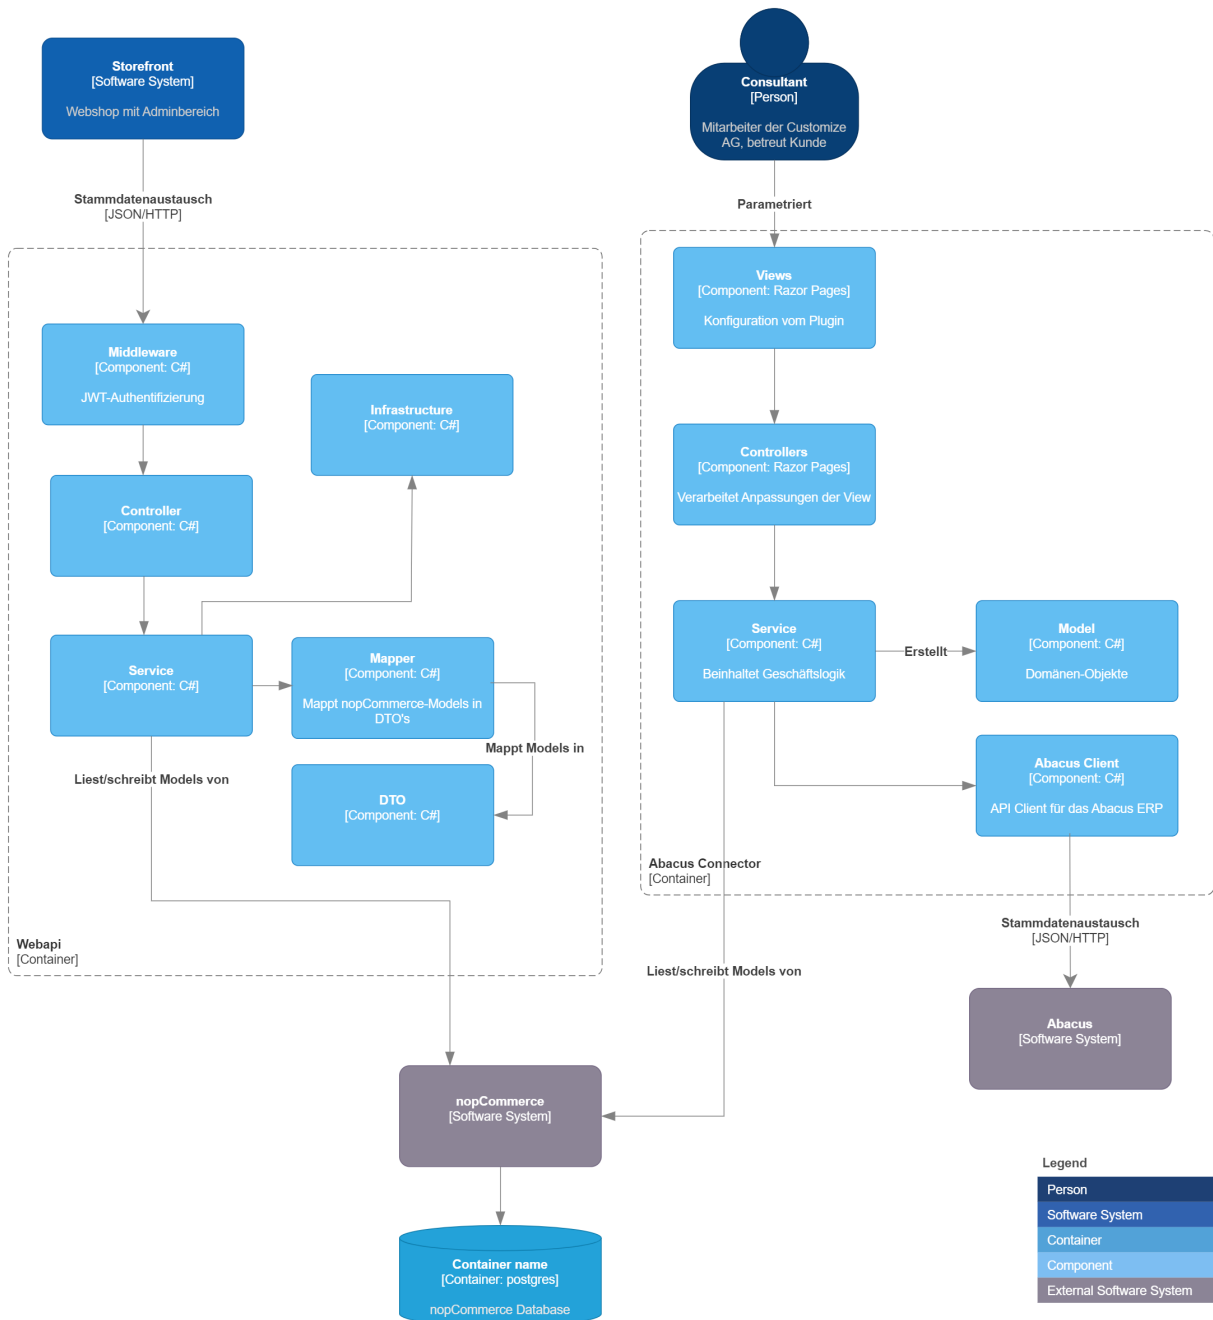 Storefront
[Software System]
Webshop mit Adminbereich
Consultant
[Person]
Mitarbeiter der Customize
AG, betreut Kunde
Stammdatenaustausch
[JSON/HTTP]
Parametriert
Views
[Component: Razor Pages]
Konfiguration vom Plugin
Middleware
[Component: C#]
JWT-Authentifizierung
Infrastructure
[Component: C#]
Controllers
[Component: Razor Pages]
Verarbeitet Anpassungen der View
Controller
[Component: C#]
Service
[Component: C#]
Mapper
[Component: C#]
Mappt nopCommerce-Models in
DTO's
Mappt Models in
DTO
[Component: C#]
Liest/schreibt Models von
Service
[Component: C#]
Beinhaltet Geschäftslogik
Erstellt
Model
[Component: C#]
Domänen-Objekte
Abacus Client
[Component: C#]
API Client für das Abacus ERP
Abacus Connector
[Container]
Webapi
[Container]
Stammdatenaustausch
[JSON/HTTP]
Liest/schreibt Models von
Abacus
[Software System]
nopCommerce
[Software System]
Container name
[Container: postgres]
nopCommerce Database
Legend
Person
Software System
Container
Component
External Software System